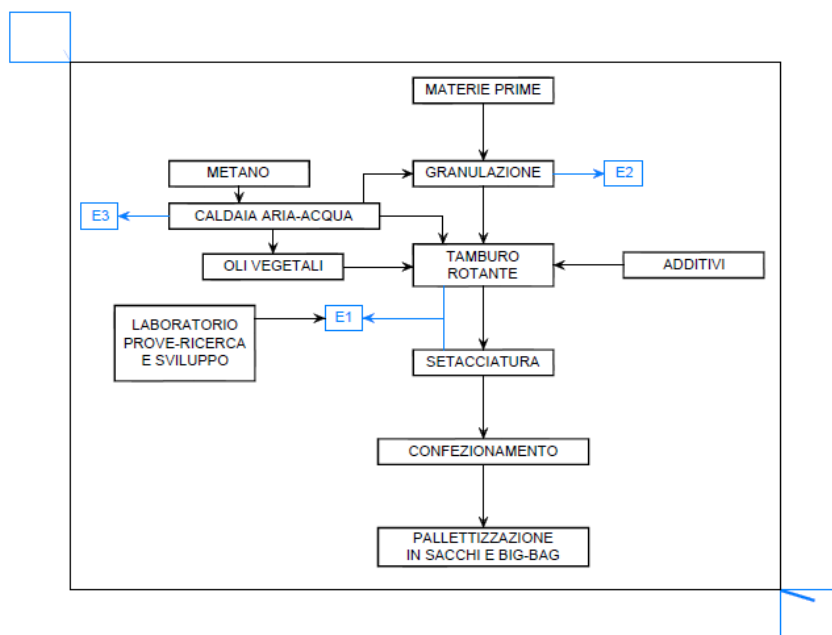 MATERIE PRIME
METANO
GRANULAZIONE
E2
E3
CALDAIA ARIA-ACQUA
OLI VEGETALI
TAMBURO
ROTANTE
ADDITIVI
LABORATORIO
PROVE-RICERCA
E SVILUPPO
E1
SETACCIATURA
CONFEZIONAMENTO
PALLETTIZZAZIONE
IN SACCHI E BIG-BAG